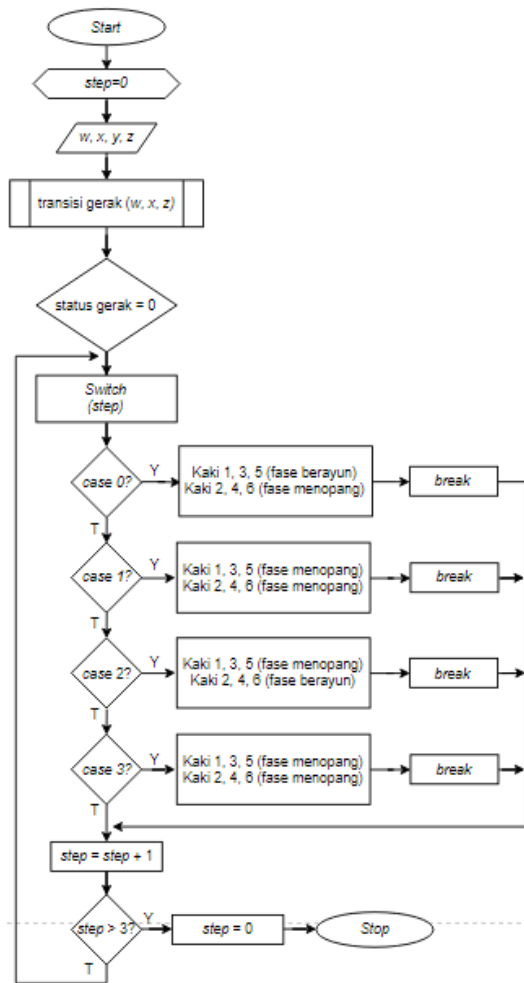 Start
step=0
w, x, y, z
transisi gerak (w, x, z)
status gerak = 0
Switch
(step)
case 0?
Y
Kaki 1, 3, 5 (fase berayun)
Kaki 2, 4, 6 (fase menopang)
break
T
case 1?
Y
Kaki 1, 3, 5 (fase menopang)
Kaki 2, 4, 6 (fase menopang)
break
T
case 2?
Y
Kaki 1, 3, 5 (fase menopang)
Kaki 2, 4, 6 (fase berayun)
break
T
case 3?
Y
Kaki 1, 3, 5 (fase menopang)
Kaki 2, 4, 6 (fase menopang)
break
T
step = step + 1
step > 3?
Y
step = 0
Stop
T